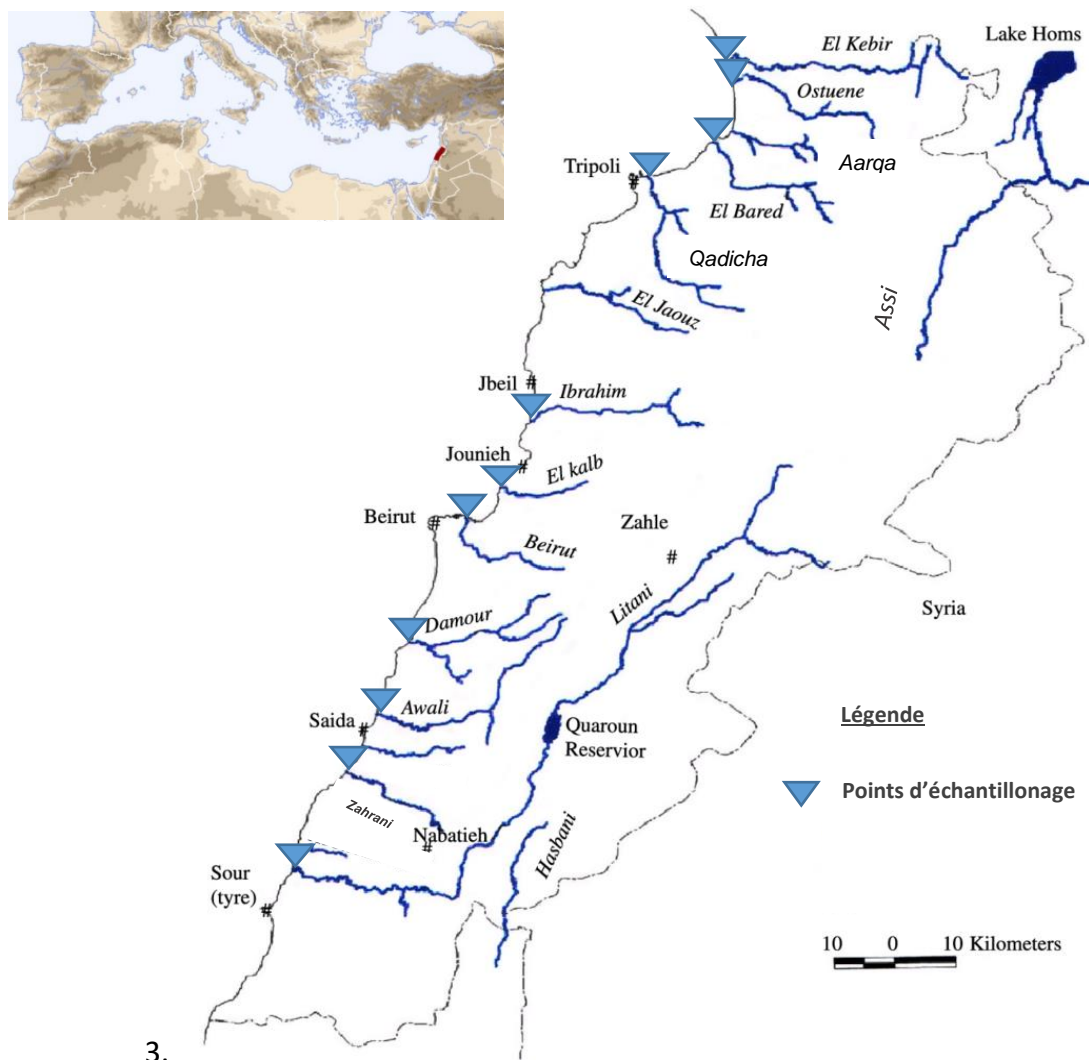 El Kebir
Lake Homs
Ostuene
Aarqa
Tripoli
#
El Bared
Qadicha
Assi
El Jaouz
Jbeil
#
Ibrahim
Jounieh
#
El kalb
Beirut
#
Zahle
#
Beirut
Litani
Syria
Damour
Awali
Saida
#
Quaroun
Reservior
Légende
Points d’échantillonage
Zahrani
Nabatieh
#
Hasbani
Sour
(tyre)
#
10 0 10 Kilometers
3.